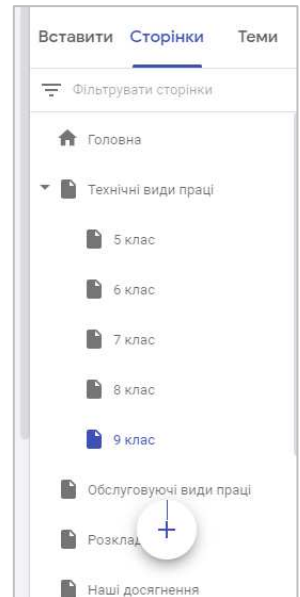 Вставити Сторінки Теми
Фільтрувати сторінки
Головна
Технічні види праці
5 клас
6 клас
7 клас
8 клас
9 клас
Обслуговуючі види праці
Наші досягнення